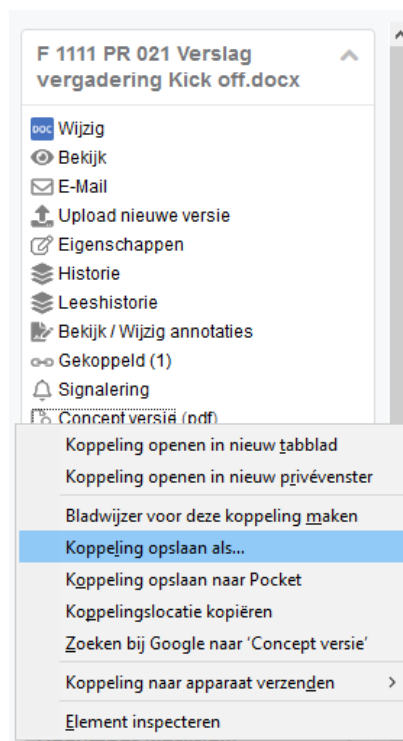 F 1111 PR 021 Verslag
vergadering Kick off.docx
DOC Wijzig
Bekijk
E-Mail
Upload nieuwe versie
Eigenschappen
Historie
Leeshistorie
Bekijk / Wijzig annotaties
Gekoppeld (1)
Signalering
Concept versie (pdf)
Koppeling openen in nieuw tabblad
Koppeling openen in nieuw privévenster
Bladwijzer voor deze koppeling maken
Koppeling opslaan als...
Koppeling opslaan naar Pocket
Koppelingslocatie kopiëren
Zoeken bij Google naar ‘Concept versie’
Koppeling naar apparaat verzenden
Element inspecteren